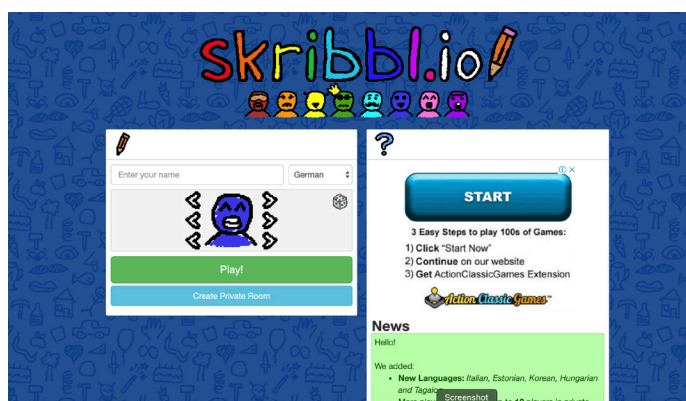 skribbl.io
Enter your name
German
Play!
Create Private Room
START
3 Easy Steps to play 100s of Games:
1) Click "Start Now"
2) Continue on our website
3) Get ActionClassicGames Extension
Action Classic Games™
News
Hello!
We added:
• New Languages: Italian, Estonian, Korean, Hungarian
and Tagalog
Screenshot